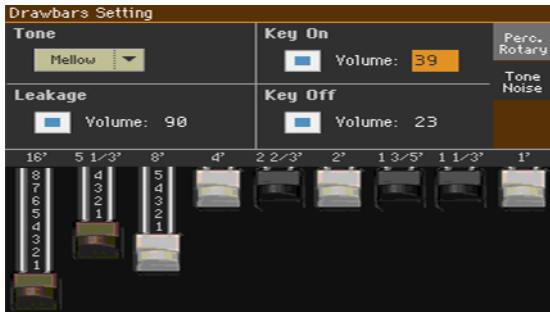 Drawbars Setting
Tone
Mellow
Key On
Volume: 39
Perc.
Rotary
Tone
Noise
Leakage
Volume: 90
Key Off
Volume: 23
16' 5 1/3' 8' 4' 2 2/3' 2' 1 3/5' 1 1/3' 1'
8 4 5
7 3 4
6 2 3
5 1 2
4 1
3
2
1